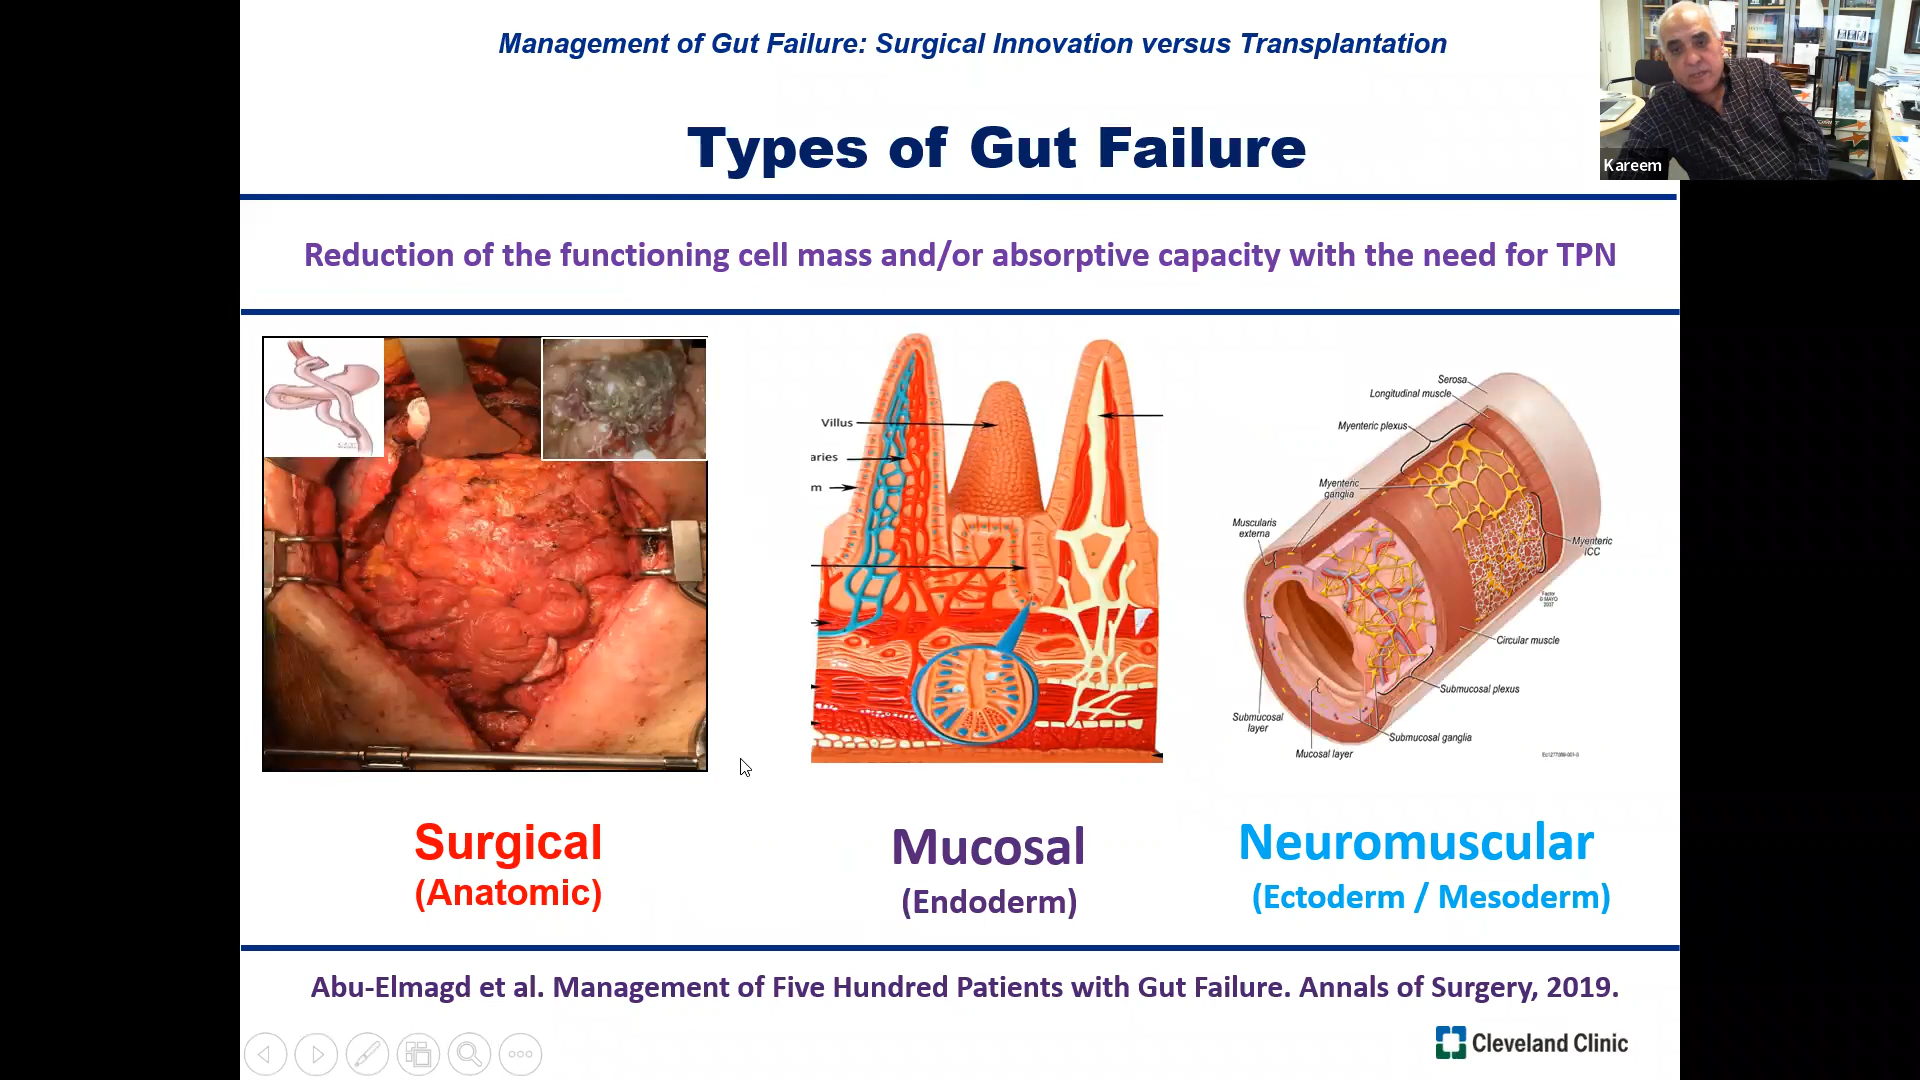 Management of Gut Failure: Surgical Innovation versus Transplantation
Kareem
Types of Gut Failure
Reduction of the functioning cell mass and/or absorptive capacity with the need for TPN
Villus
aries
m
Serosa
Longitudinal muscle
Myenteric plexus
Myenteric
ganglia
Muscularis
externa
Myenteric
ICC
Circular muscle
Submucosal plexus
Submucosal
layer
Submucosal ganglia
Mucosal layer
Surgical
(Anatomic)
Mucosal
(Endoderm)
Neuromuscular
(Ectoderm / Mesoderm)
Abu-Elmagd et al. Management of Five Hundred Patients with Gut Failure. Annals of Surgery, 2019.
Cleveland Clinic